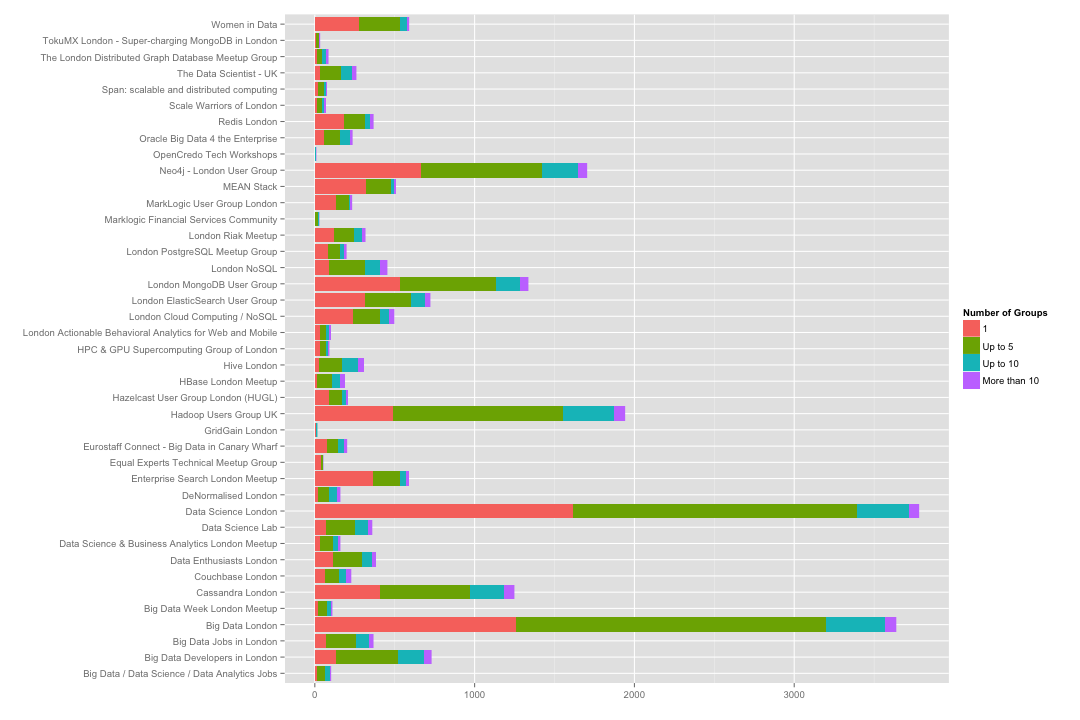 Women in Data
TokuMX London - Super-charging MongoDB in London
The London Distributed Graph Database Meetup Group
The Data Scientist - UK
Span: scalable and distributed computing
Scale Warriors of London
Redis London
Oracle Big Data 4 the Enterprise
OpenCredo Tech Workshops
Neo4j - London User Group
MEAN Stack
MarkLogic User Group London
Marklogic Financial Services Community
London Riak Meetup
London PostgreSQL Meetup Group
London NoSQL
London MongoDB User Group
London ElasticSearch User Group
London Cloud Computing / NoSQL
London Actionable Behavioral Analytics for Web and Mobile
HPC & GPU Supercomputing Group of London
Hive London
HBase London Meetup
Hazelcast User Group London (HUGL)
Hadoop Users Group UK
GridGain London
Eurostaff Connect - Big Data in Canary Wharf
Equal Experts Technical Meetup Group
Enterprise Search London Meetup
DeNormalised London
Data Science London
Data Science Lab
Data Science & Business Analytics London Meetup
Data Enthusiasts London
Couchbase London
Cassandra London
Big Data Week London Meetup
Big Data London
Big Data Jobs in London
Big Data Developers in London
Big Data / Data Science / Data Analytics Jobs
0 1000 2000 3000
Number of Groups
1
Up to 5
Up to 10
More than 10